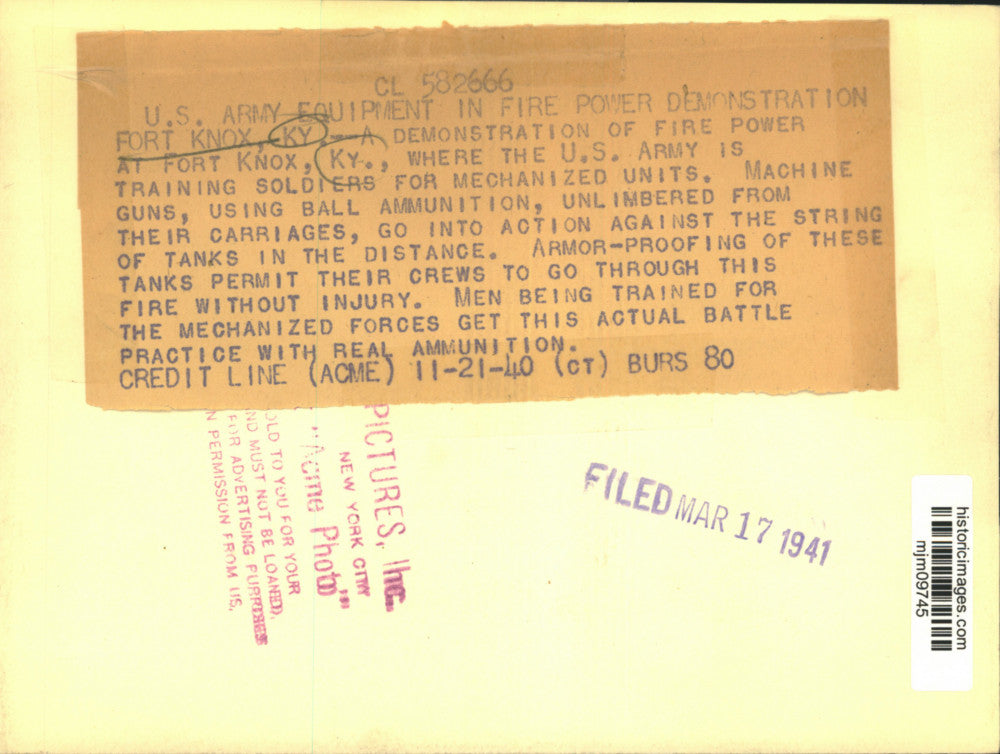 CL 582666
U.S. ARMY EQUIPMENT IN FIRE POWER DEMONSTRATION
FORT KNOX, KY.--A DEMONSTRATION OF FIRE POWER
AT FORT KNOX, KY., WHERE THE U.S. ARMY IS
TRAINING SOLDIERS FOR MECHANIZED UNITS. MACHINE
GUNS, USING BALL AMMUNITION, UNLIMBERED FROM
THEIR CARRIAGES, GO INTO ACTION AGAINST THE STRING
OF TANKS IN THE DISTANCE. ARMOR-PROOFING OF THESE
TANKS PERMIT THEIR CREWS TO GO THROUGH THIS
FIRE WITHOUT INJURY. MEN BEING TRAINED FOR
THE MECHANIZED FORCES GET THIS ACTUAL BATTLE
PRACTICE WITH REAL AMMUNITION.
CREDIT LINE (ACME) 11-21-40 (CT) BURS 80
PICTURES, Inc.
NEW YORK CITY
"Acme Photo"
OLD TO YOU FOR YOUR
ND MUST NOT BE LOANED,
FOR ADVERTISING PURPOSES
N PERMISSION FROM US.
FILED MAR 17 1941
historicimages.com
mjm09745